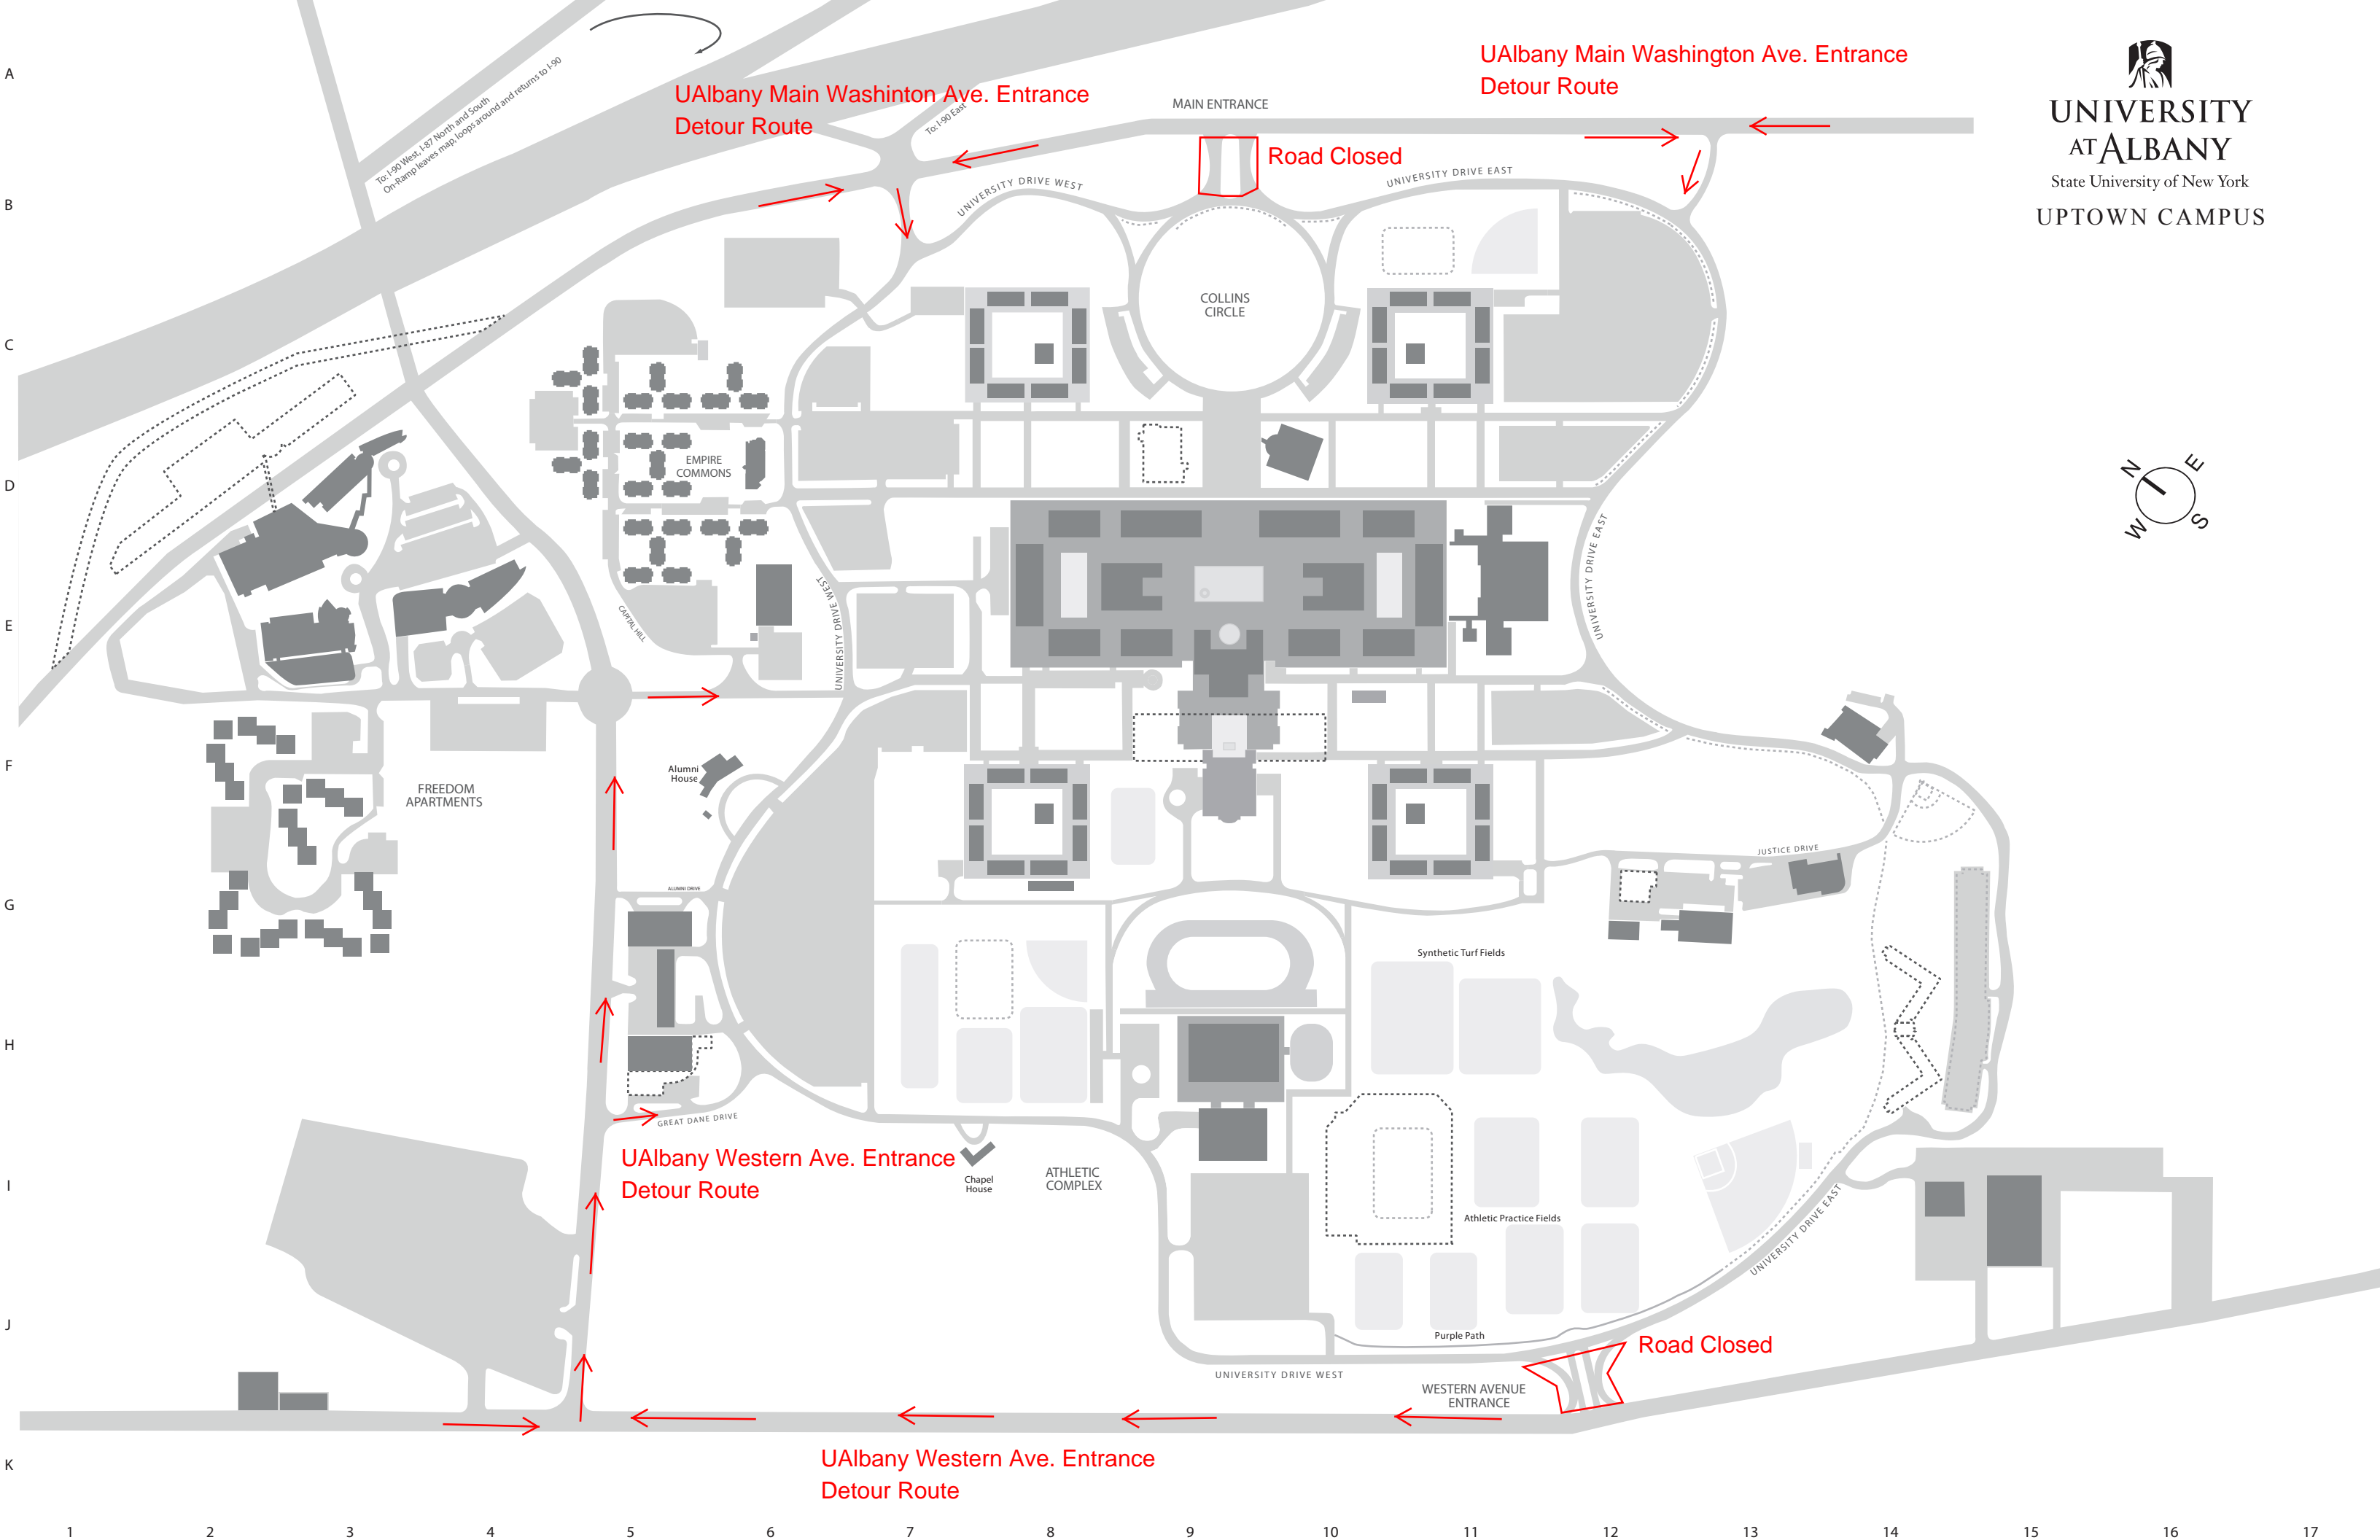 UAlbany Main Washington Ave. Entrance
Detour Route
UNIVERSITY
AT ALBANY
State University of New York
UPTOWN CAMPUS
UAlbany Main Washinton Ave. Entrance
Detour Route
To: I-90 East
MAIN ENTRANCE
Road Closed
To: I-90 West, I-87 North and South
On-Ramp leaves map, loops around and returns to I-90
UNIVERSITY DRIVE WEST
UNIVERSITY DRIVE EAST
COLLINS
CIRCLE
N
E
S
W
EMPIRE
COMMONS
UNIVERSITY DRIVE EAST
UNIVERSITY DRIVE WEST
CAPITAL HILL
Alumni
House
FREEDOM
APARTMENTS
JUSTICE DRIVE
ALUMNI DRIVE
Synthetic Turf Fields
GREAT DANE DRIVE
UAlbany Western Ave. Entrance
Detour Route
Chapel
House
ATHLETIC
COMPLEX
Athletic Practice Fields
UNIVERSITY DRIVE EAST
Purple Path
Road Closed
UNIVERSITY DRIVE WEST
WESTERN AVENUE
ENTRANCE
UAlbany Western Ave. Entrance
Detour Route
A
B
C
D
E
F
G
H
I
J
K
1 2 3 4 5 6 7 8 9 10 11 12 13 14 15 16 17